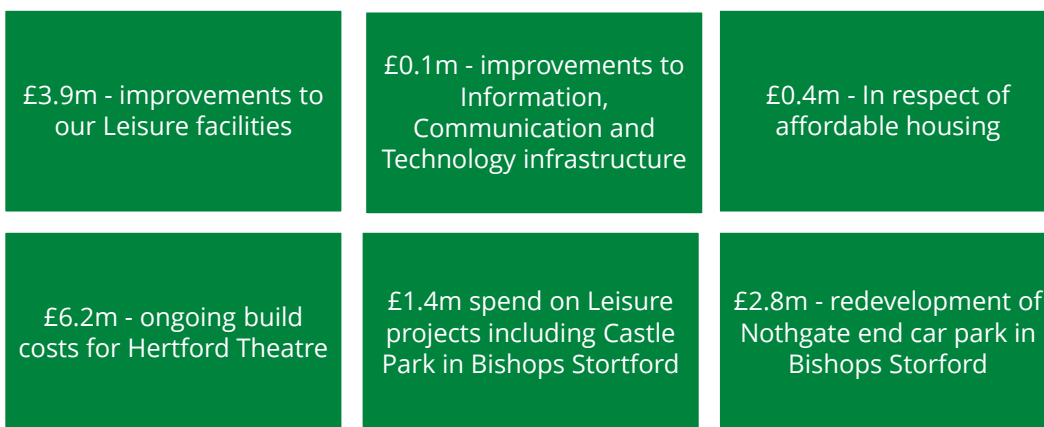 £3.9m - improvements to
our Leisure facilities
£0.1m - improvements to
Information,
Communication and
Technology infrastructure
£0.4m - In respect of
affordable housing
£6.2m - ongoing build
costs for Hertford Theatre
£1.4m spend on Leisure
projects including Castle
Park in Bishops Stortford
£2.8m - redevelopment of
Nothgate end car park in
Bishops Storford